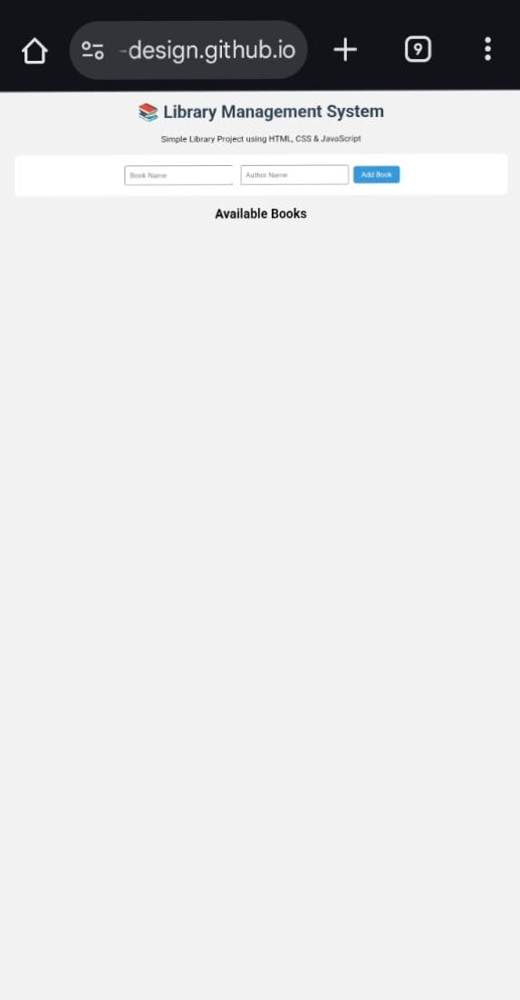 -design.github.io
9
📚 Library Management System
Simple Library Project using HTML, CSS & JavaScript
Book Name
Author Name
Add Book
Available Books